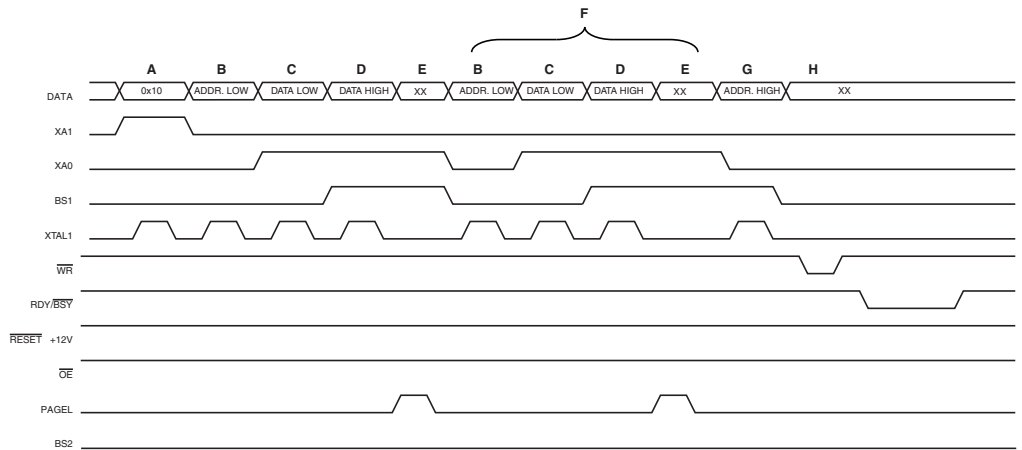 F
A B C D E B C D E G H
DATA 0x10 ADDR. LOW DATA LOW DATA HIGH XX ADDR. LOW DATA LOW DATA HIGH XX ADDR. HIGH XX
XA1
XA0
BS1
XTAL1
WR
RDY/BSY
RESET +12V
OE
PAGEL
BS2